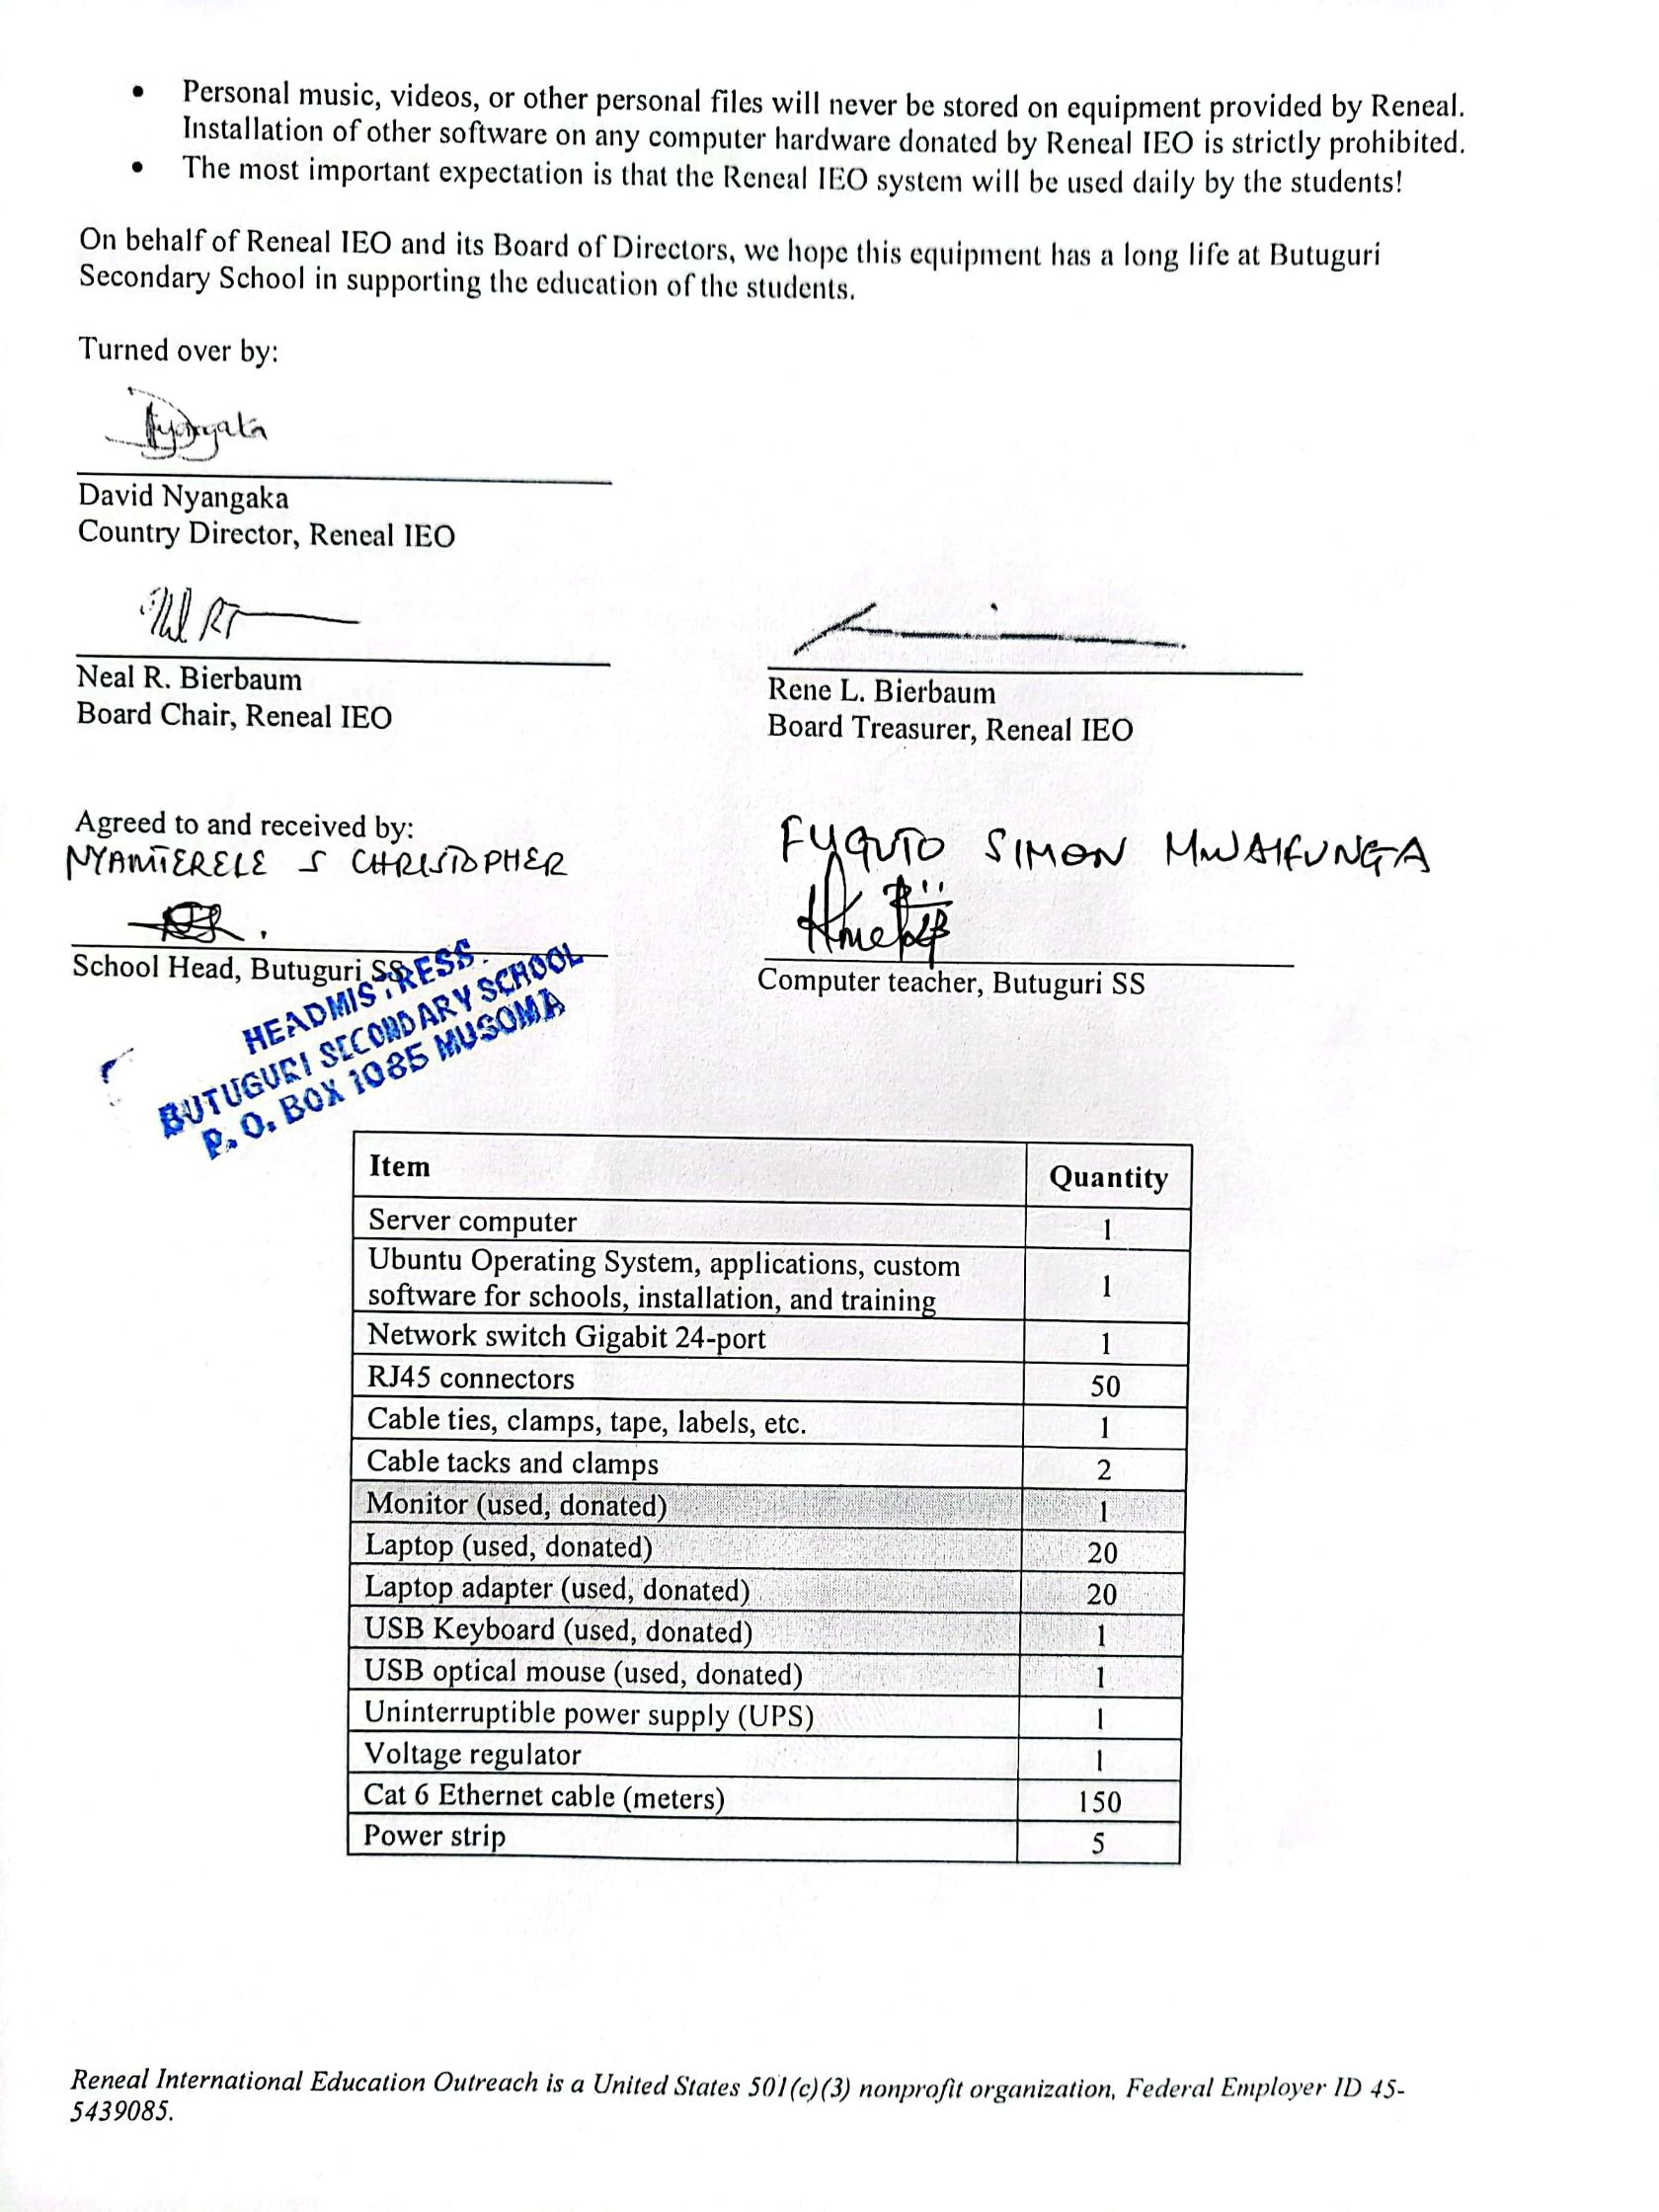 • Personal music, videos, or other personal files will never be stored on equipment provided by Reneal.
Installation of other software on any computer hardware donated by Reneal IEO is strictly prohibited.
• The most important expectation is that the Reneal IEO system will be used daily by the students!
On behalf of Reneal IEO and its Board of Directors, we hope this equipment has a long life at Butuguri
Secondary School in supporting the education of the students.
Turned over by:
David Nyangaka
Country Director, Reneal IEO
Neal R. Bierbaum
Board Chair, Reneal IEO
Rene L. Bierbaum
Board Treasurer, Reneal IEO
Agreed to and received by:
NYAMTERELE S CHRISTOPHER
School Head, Butuguri SS
SIMON MWAIFUNGA
Computer teacher, Butuguri SS
HEADMISTRESS
BUTUGURI SECONDARY SCHOOL
P. O. BOX 1085 MUSOMA
Item Quantity
Server computer 1
Ubuntu Operating System, applications, custom
software for schools, installation, and training 1
Network switch Gigabit 24-port 1
RJ45 connectors 50
Cable ties, clamps, tape, labels, etc. 1
Cable tacks and clamps 2
Monitor (used, donated) 1
Laptop (used, donated) 20
Laptop adapter (used, donated) 20
USB Keyboard (used, donated) 1
USB optical mouse (used, donated) 1
Uninterruptible power supply (UPS) 1
Voltage regulator 1
Cat 6 Ethernet cable (meters) 150
Power strip 5
Reneal International Education Outreach is a United States 501(c)(3) nonprofit organization, Federal Employer ID 45-
5439085.